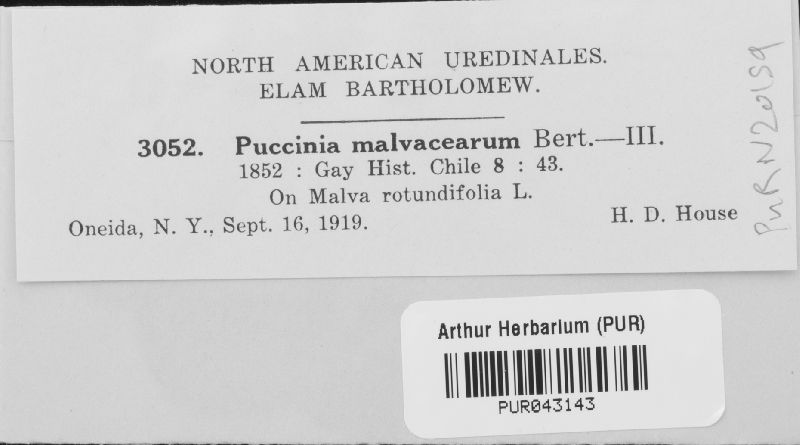 NORTH AMERICAN UREDINALES.
ELAM BARTHOLOMEW.
3052. Puccinia malvacearum Bert.—III.
1852 : Gay Hist. Chile 8 : 43.
On Malva rotundifolia L.
Oneida, N. Y., Sept. 16, 1919. H. D. House
PUR N20159
Arthur Herbarium (PUR)
PUR043143